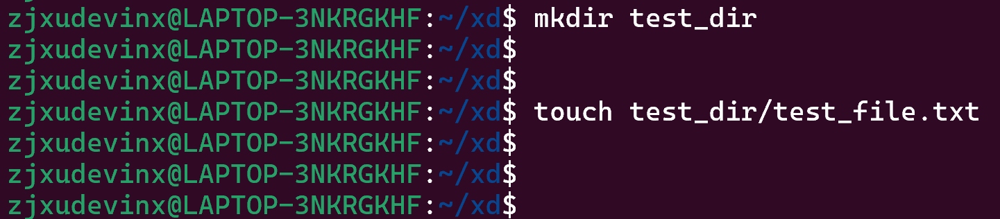 zjxudevinx@LAPTOP-3NKRGKHF:~/xd$ mkdir test_dir
zjxudevinx@LAPTOP-3NKRGKHF:~/xd$
zjxudevinx@LAPTOP-3NKRGKHF:~/xd$
zjxudevinx@LAPTOP-3NKRGKHF:~/xd$ touch test_dir/test_file.txt
zjxudevinx@LAPTOP-3NKRGKHF:~/xd$
zjxudevinx@LAPTOP-3NKRGKHF:~/xd$
zjxudevinx@LAPTOP-3NKRGKHF:~/xd$